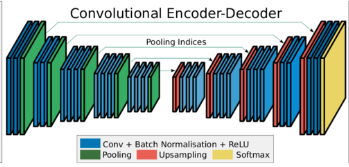 Convolutional Encoder-Decoder
Pooling Indices
Conv + Batch Normalisation + ReLU
Pooling Upsampling Softmax